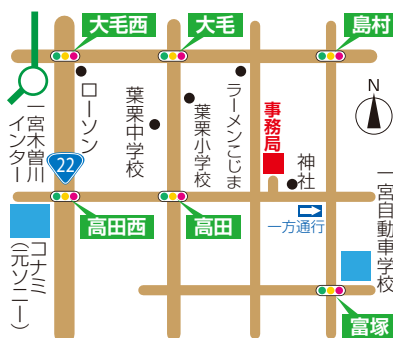 大毛西
大毛
島村
一宮木曽川
インター
ローソン
葉栗中学校
葉栗小学校
ラーメンこじま
事務局
神社
N
22
一宮自動車学校
高田西
高田
一方通行
コナミ
(元ソニー)
富塚